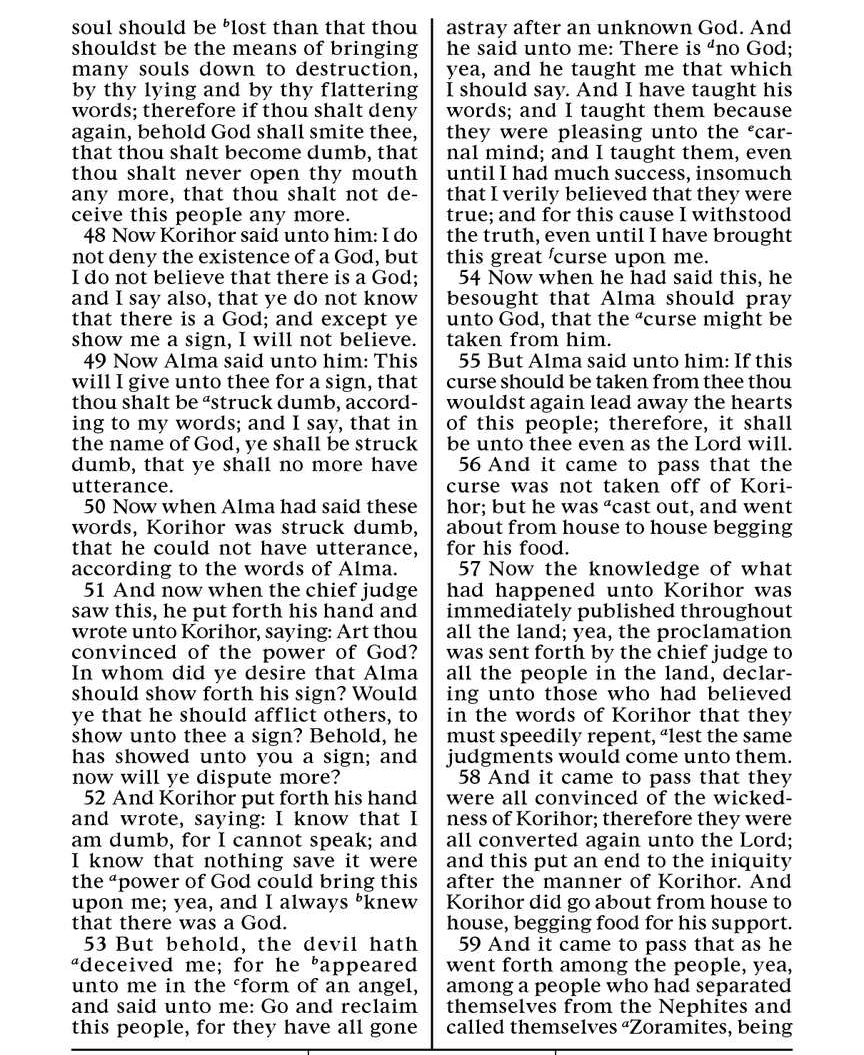 soul should be ᵇlost than that thou
shouldst be the means of bringing
many souls down to destruction,
by thy lying and by thy flattering
words; therefore if thou shalt deny
again, behold God shall smite thee,
that thou shalt become dumb, that
thou shalt never open thy mouth
any more, that thou shalt not de-
ceive this people any more.
48 Now Korihor said unto him: I do
not deny the existence of a God, but
I do not believe that there is a God;
and I say also, that ye do not know
that there is a God; and except ye
show me a sign, I will not believe.
49 Now Alma said unto him: This
will I give unto thee for a sign, that
thou shalt be ᵃstruck dumb, accord-
ing to my words; and I say, that in
the name of God, ye shall be struck
dumb, that ye shall no more have
utterance.
50 Now when Alma had said these
words, Korihor was struck dumb,
that he could not have utterance,
according to the words of Alma.
51 And now when the chief judge
saw this, he put forth his hand and
wrote unto Korihor, saying: Art thou
convinced of the power of God?
In whom did ye desire that Alma
should show forth his sign? Would
ye that he should afflict others, to
show unto thee a sign? Behold, he
has showed unto you a sign; and
now will ye dispute more?
52 And Korihor put forth his hand
and wrote, saying: I know that I
am dumb, for I cannot speak; and
I know that nothing save it were
the ᵃpower of God could bring this
upon me; yea, and I always ᵇknew
that there was a God.
53 But behold, the devil hath
ᵃdeceived me; for he ᵇappeared
unto me in the ᶜform of an angel,
and said unto me: Go and reclaim
this people, for they have all gone
astray after an unknown God. And
he said unto me: There is ᵈno God;
yea, and he taught me that which
I should say. And I have taught his
words; and I taught them because
they were pleasing unto the ᵉcar-
nal mind; and I taught them, even
until I had much success, insomuch
that I verily believed that they were
true; and for this cause I withstood
the truth, even until I have brought
this great ᶠcurse upon me.
54 Now when he had said this, he
besought that Alma should pray
unto God, that the ᵃcurse might be
taken from him.
55 But Alma said unto him: If this
curse should be taken from thee thou
wouldst again lead away the hearts
of this people; therefore, it shall
be unto thee even as the Lord will.
56 And it came to pass that the
curse was not taken off of Kori-
hor; but he was ᵃcast out, and went
about from house to house begging
for his food.
57 Now the knowledge of what
had happened unto Korihor was
immediately published throughout
all the land; yea, the proclamation
was sent forth by the chief judge to
all the people in the land, declar-
ing unto those who had believed
in the words of Korihor that they
must speedily repent, ᵃlest the same
judgments would come unto them.
58 And it came to pass that they
were all convinced of the wicked-
ness of Korihor; therefore they were
all converted again unto the Lord;
and this put an end to the iniquity
after the manner of Korihor. And
Korihor did go about from house to
house, begging food for his support.
59 And it came to pass that as he
went forth among the people, yea,
among a people who had separated
themselves from the Nephites and
called themselves ᵃZoramites, being